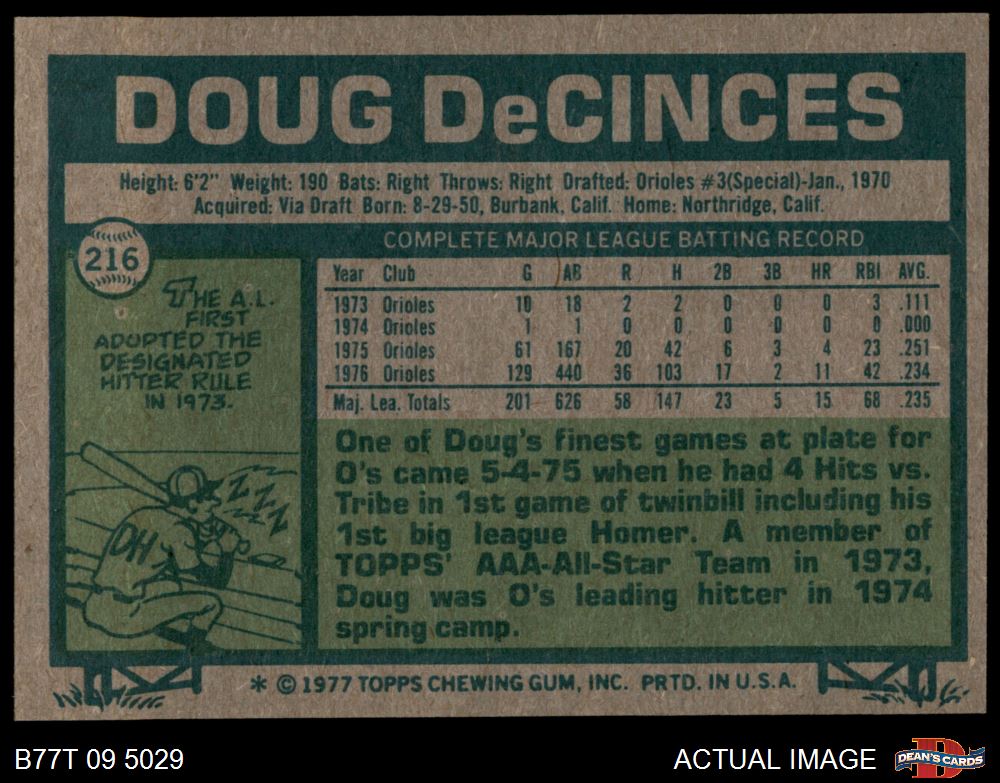 DOUG DeCINCES
Height: 6'2" Weight: 190 Bats: Right Throws: Right Drafted: Orioles #3(Special)-Jan., 1970
Acquired: Via Draft Born: 8-29-50, Burbank, Calif. Home: Northridge, Calif.
216
THE A.L.
FIRST
ADOPTED THE
DESIGNATED
HITTER RULE
IN 1973.
ZZZ
ZZZZ
DH
COMPLETE MAJOR LEAGUE BATTING RECORD
Year Club G AB R H 2B 3B HR RBI AVG.
1973 Orioles 10 18 2 2 0 0 0 3 .111
1974 Orioles 1 1 0 0 0 0 0 0 .000
1975 Orioles 61 167 20 42 6 3 4 23 .251
1976 Orioles 129 440 36 103 17 2 11 42 .234
Maj. Lea. Totals 201 626 58 147 23 5 15 68 .235
One of Doug's finest games at plate for
O's came 5-4-75 when he had 4 Hits vs.
Tribe in 1st game of twinbill including his
1st big league Homer. A member of
TOPPS' AAA-All-Star Team in 1973,
Doug was O's leading hitter in 1974
spring camp.
* © 1977 TOPPS CHEWING GUM, INC. PRTD. IN U.S.A.
B77T 09 5029
ACTUAL IMAGE
D
DEAN'S CARDS